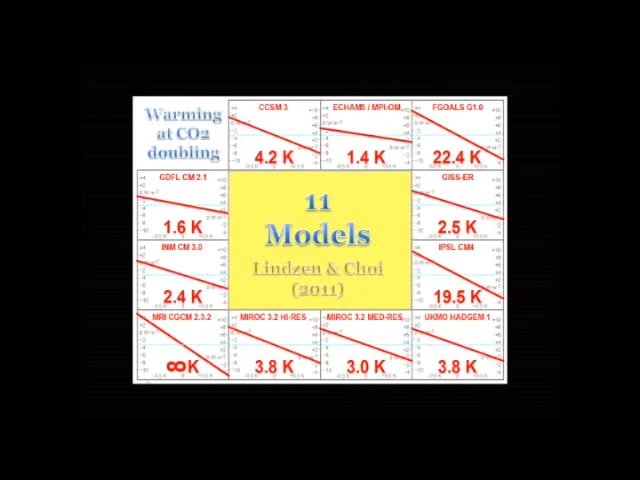 Warming
at CO2
doubling
CCSM 3
4.2 K
ECHAM5 / MPI-OM
1.4 K
FGOALS G1.0
22.4 K
GDFL CM 2.1
1.6 K
11
Models
Lindzen & Choi
(2011)
GISS-ER
2.5 K
INM CM 3.0
2.4 K
IPSL CM4
19.5 K
MRI CGCM 2.3.2
∞K
MIROC 3.2 HI-RES
3.8 K
MIROC 3.2 MED-RES
3.0 K
UKMO HADGEM 1
3.8 K